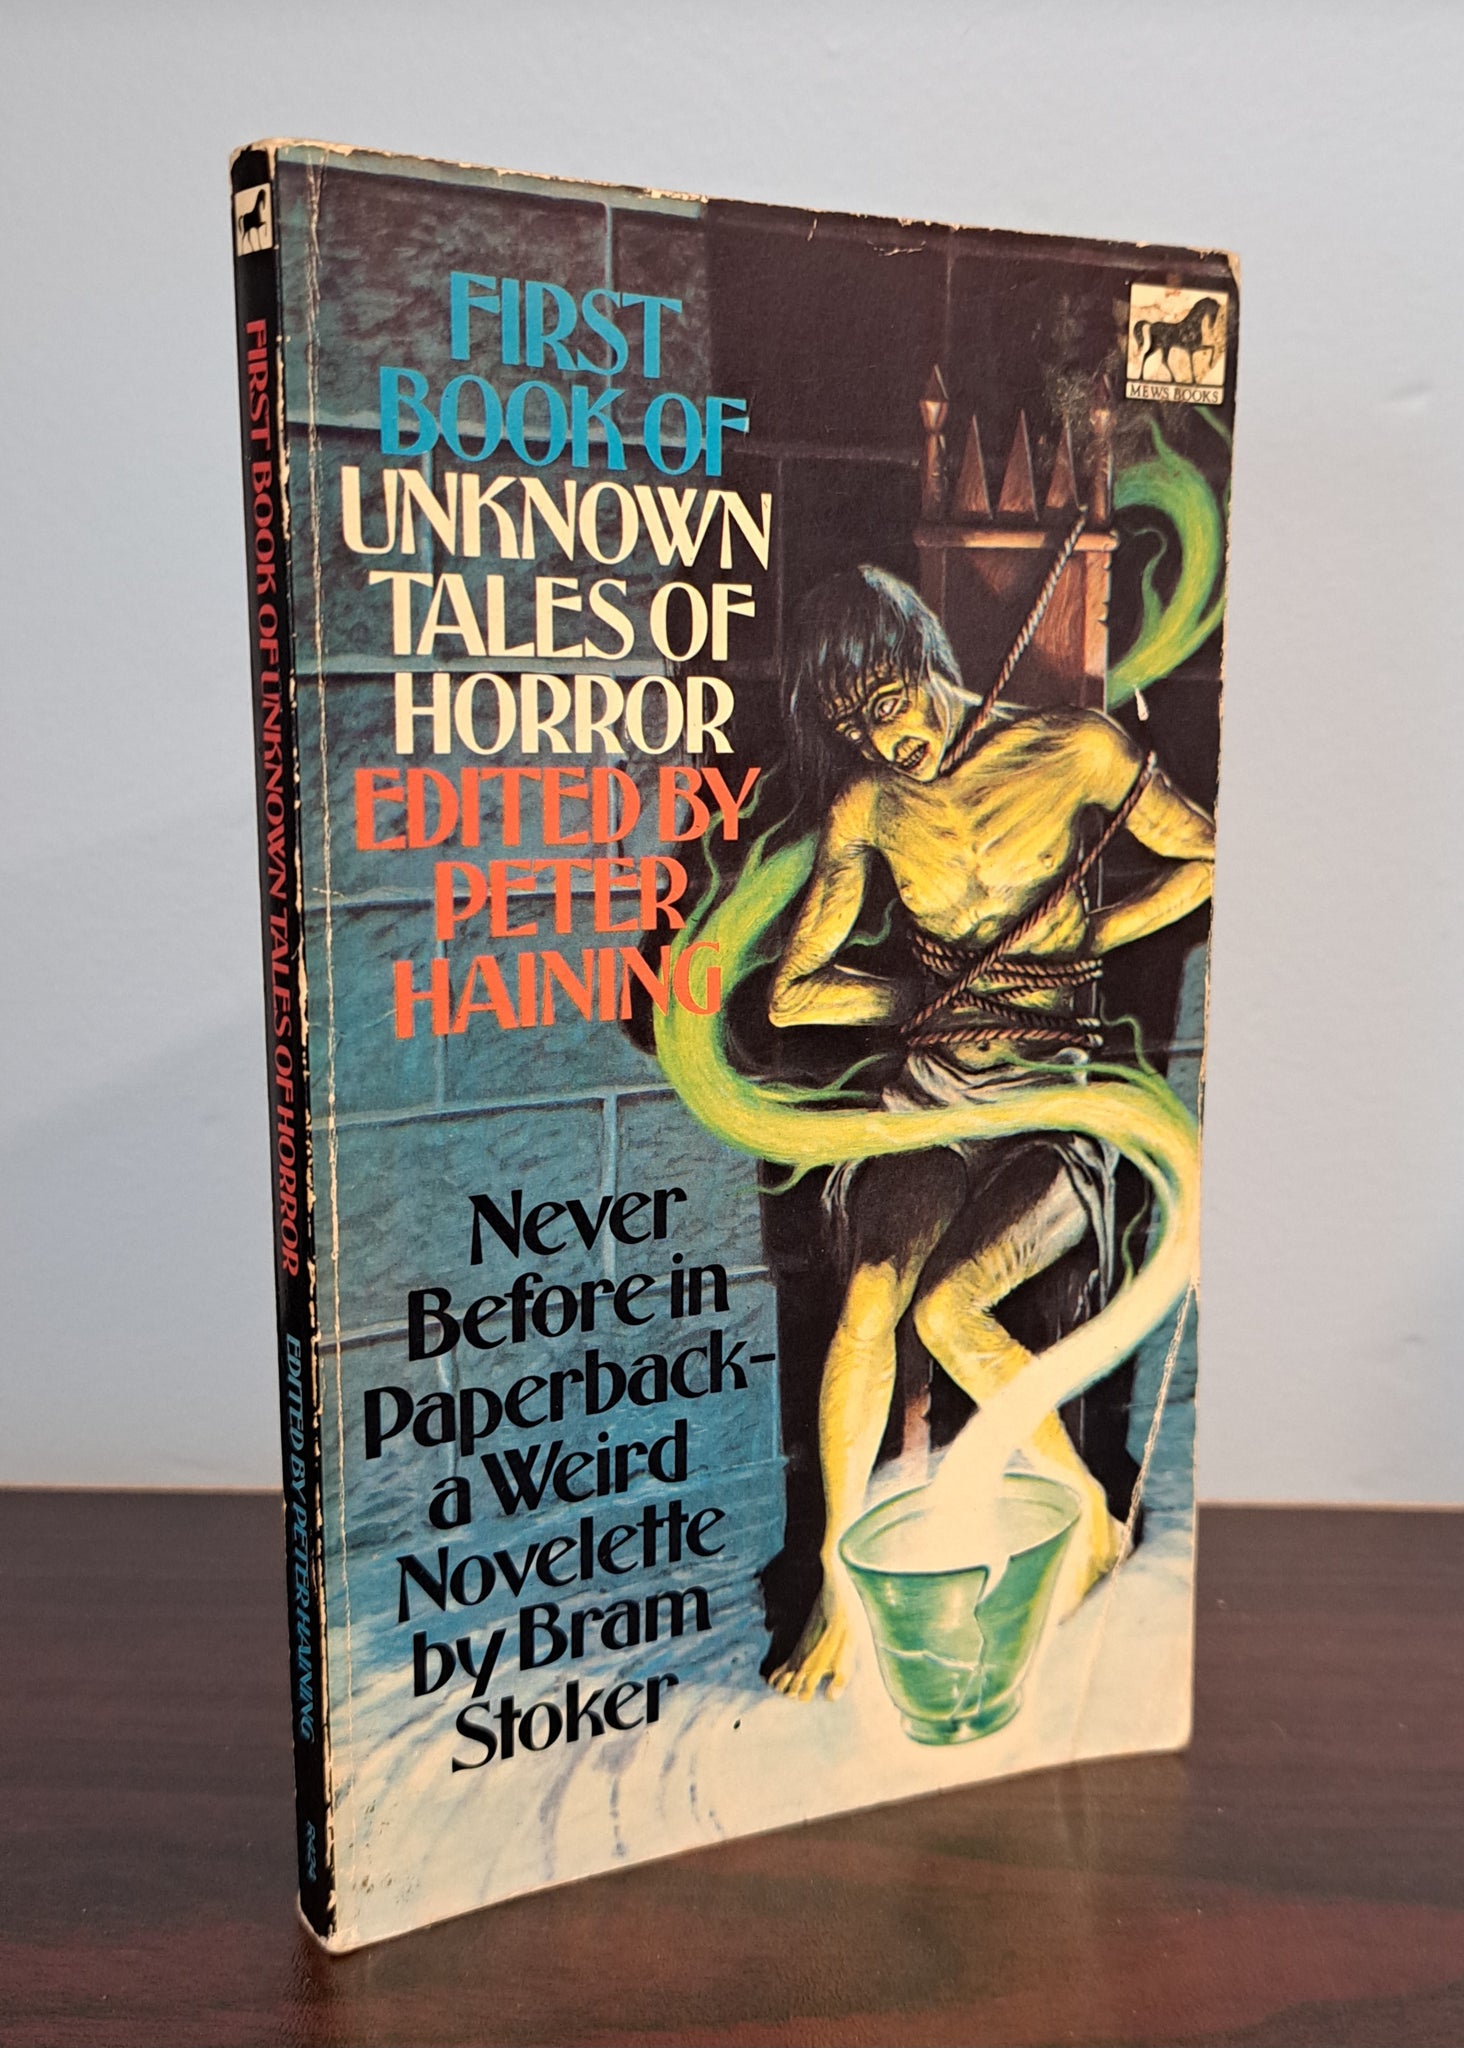 FIRST
BOOK OF
UNKNOWN
TALES OF
HORROR
EDITED BY
PETER
HAINING
MEWS BOOKS
Never
Before in
Paperback-
a Weird
Novelette
by Bram
Stoker
FIRST BOOK OF UNKNOWN TALES OF HORROR
EDITED BY PETER HAINING